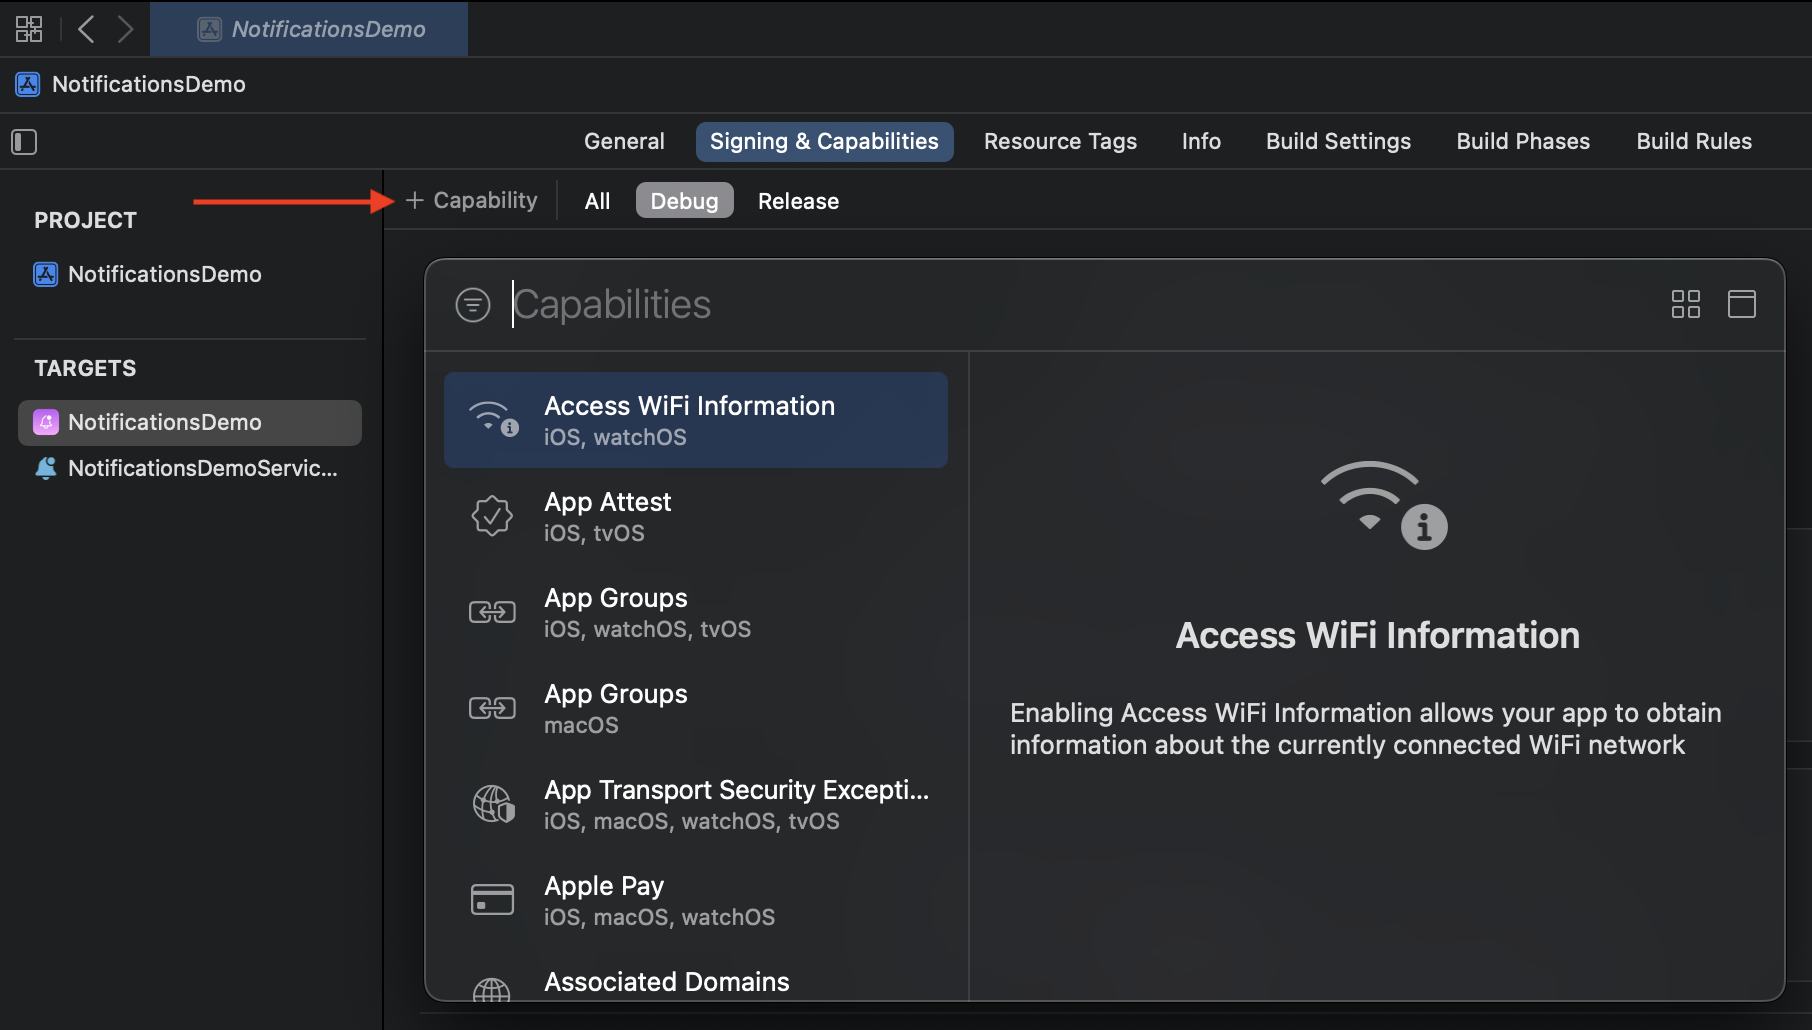 NotificationsDemo
NotificationsDemo
General Signing & Capabilities Resource Tags Info Build Settings Build Phases Build Rules
+ Capability All Debug Release
PROJECT
NotificationsDemo
TARGETS
NotificationsDemo
NotificationsDemoServic...
Capabilities
Access WiFi Information
iOS, watchOS
App Attest
iOS, tvOS
App Groups
iOS, watchOS, tvOS
App Groups
macOS
App Transport Security Excepti...
iOS, macOS, watchOS, tvOS
Apple Pay
iOS, macOS, watchOS
Associated Domains
Access WiFi Information
Enabling Access WiFi Information allows your app to obtain
information about the currently connected WiFi network